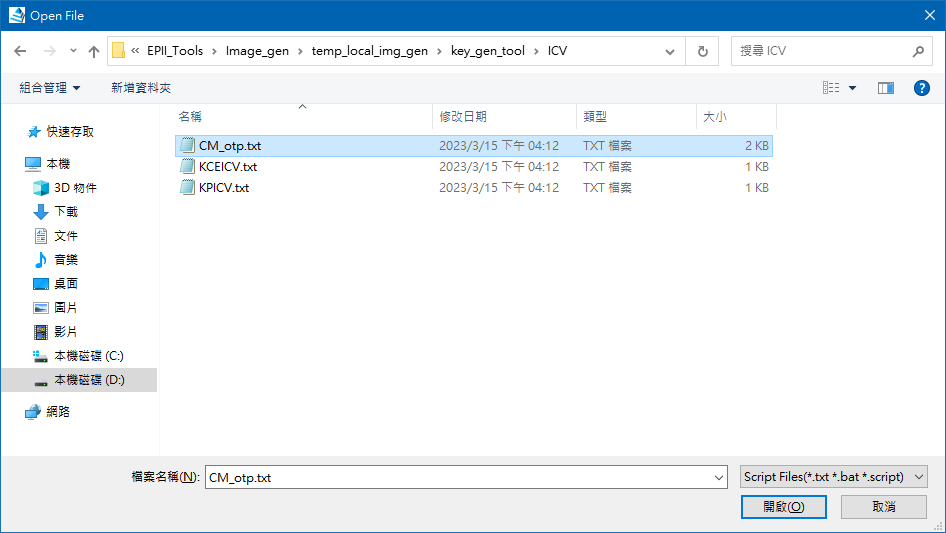 Open File
« EPII_Tools › Image_gen › temp_local_img_gen › key_gen_tool › ICV
搜尋 ICV
組合管理 新增資料夾
名稱 修改日期 類型 大小
CM_otp.txt 2023/3/15 下午 04:12 TXT 檔案 2 KB
KCEICV.txt 2023/3/15 下午 04:12 TXT 檔案 1 KB
KPICV.txt 2023/3/15 下午 04:12 TXT 檔案 1 KB
快速存取
本機
3D 物件
下載
文件
音樂
桌面
圖片
影片
本機磁碟 (C:)
本機磁碟 (D:)
網路
檔案名稱(N): CM_otp.txt
Script Files(*.txt *.bat *.script)
開啟(O) 取消